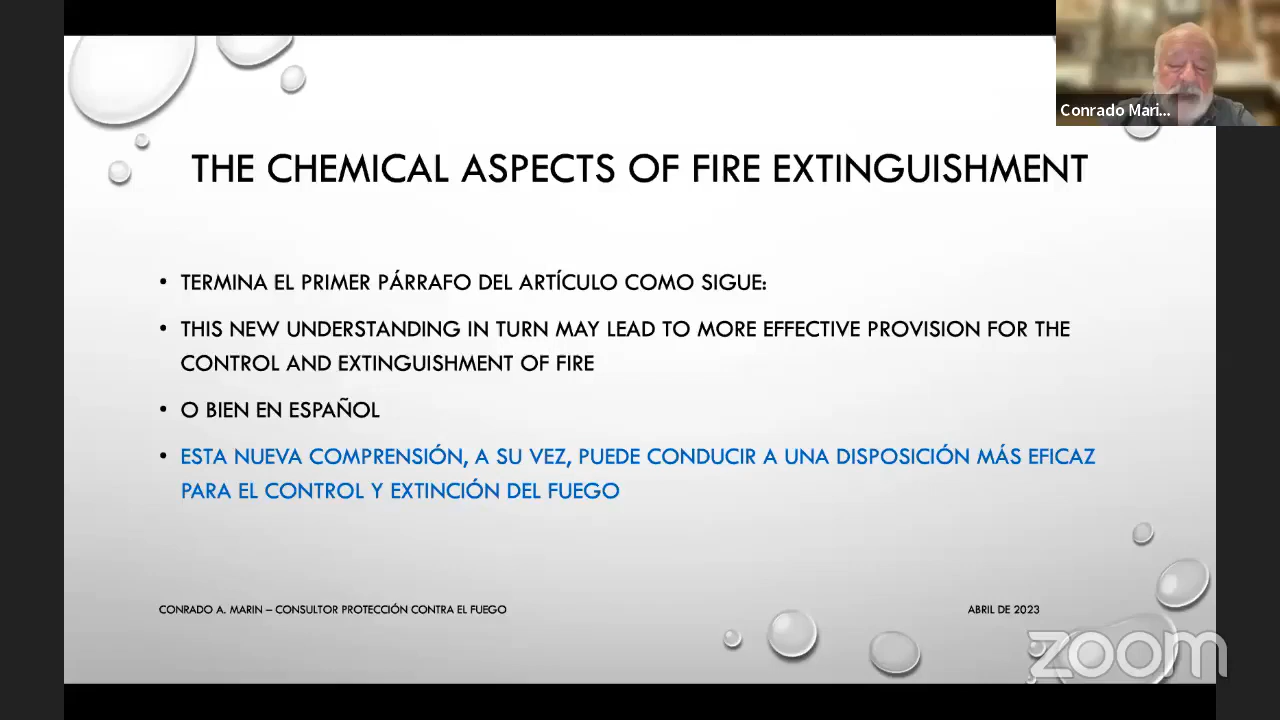 Conrado Mari...
THE CHEMICAL ASPECTS OF FIRE EXTINGUISHMENT
• TERMINA EL PRIMER PÁRRAFO DEL ARTÍCULO COMO SIGUE:
• THIS NEW UNDERSTANDING IN TURN MAY LEAD TO MORE EFFECTIVE PROVISION FOR THE
CONTROL AND EXTINGUISHMENT OF FIRE
• O BIEN EN ESPAÑOL
• ESTA NUEVA COMPRENSIÓN, A SU VEZ, PUEDE CONDUCIR A UNA DISPOSICIÓN MÁS EFICAZ
PARA EL CONTROL Y EXTINCIÓN DEL FUEGO
CONRADO A. MARIN – CONSULTOR PROTECCIÓN CONTRA EL FUEGO
ABRIL DE 2023
zoom